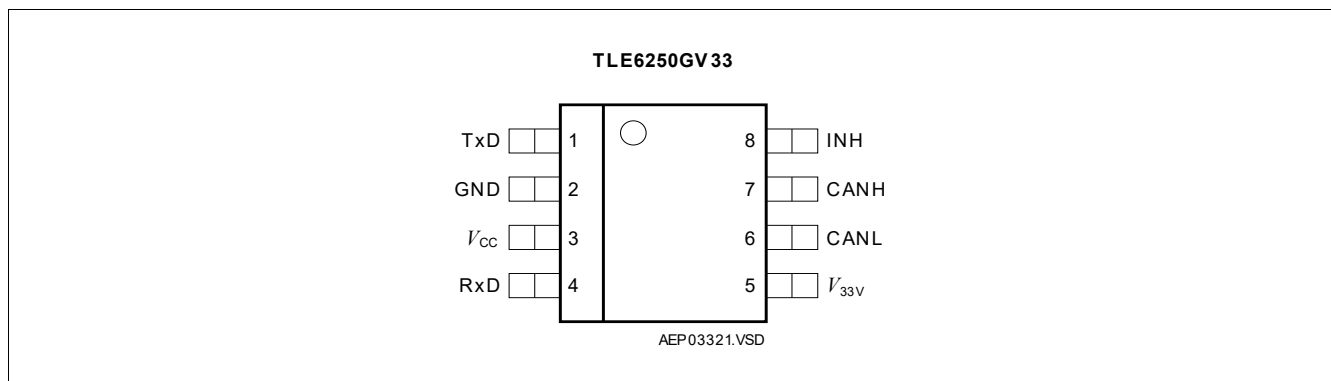 TLE6250GV33
TxD 1 8 INH
GND 2 7 CANH
VCC 3 6 CANL
RxD 4 5 V33V
AEP03321.VSD